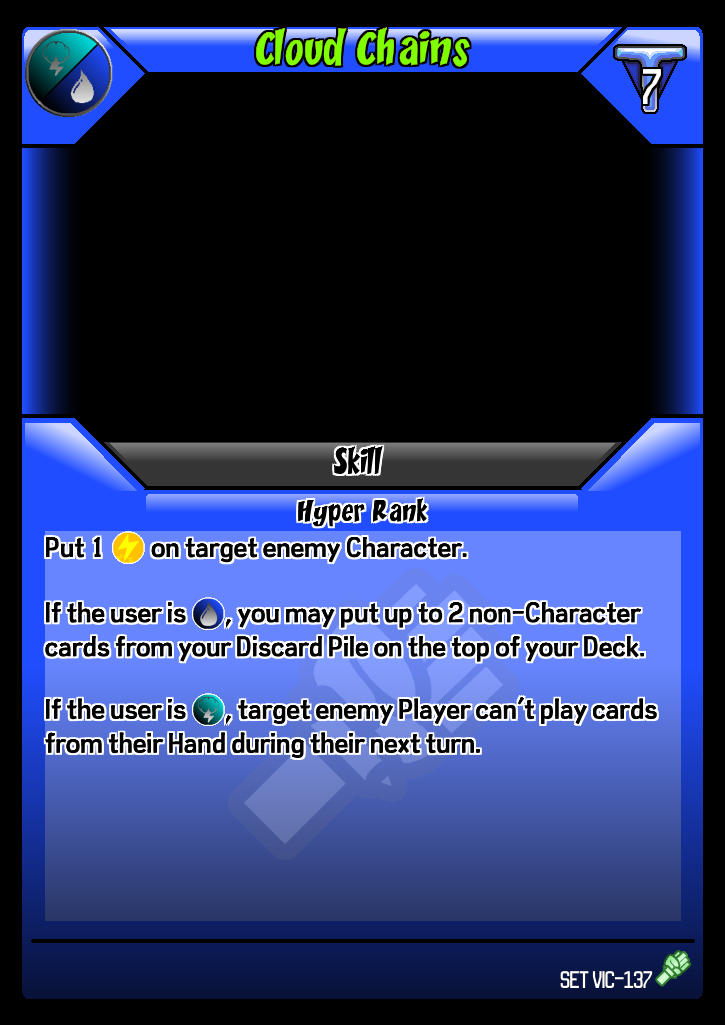 Cloud Chains
7
Skill
Hyper Rank
Put 1 on target enemy Character.
If the user is , you may put up to 2 non-Character
cards from your Discard Pile on the top of your Deck.
If the user is , target enemy Player can't play cards
from their Hand during their next turn.
SET VIC-137